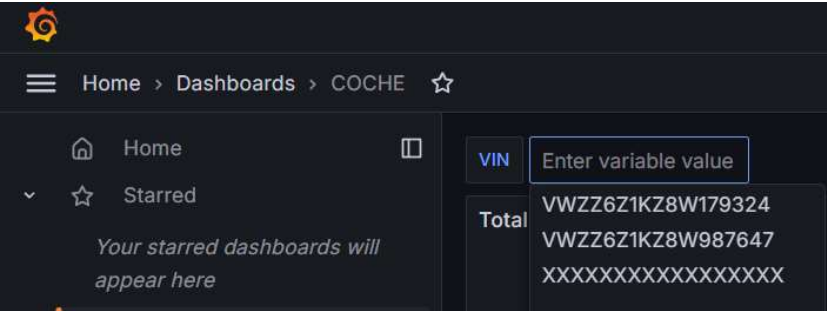 Home > Dashboards > COCHE
Home
Starred
Your starred dashboards will
appear here
VIN Enter variable value
VWZZ6Z1KZ8W179324
VWZZ6Z1KZ8W987647
XXXXXXXXXXXXXXXXX
Total